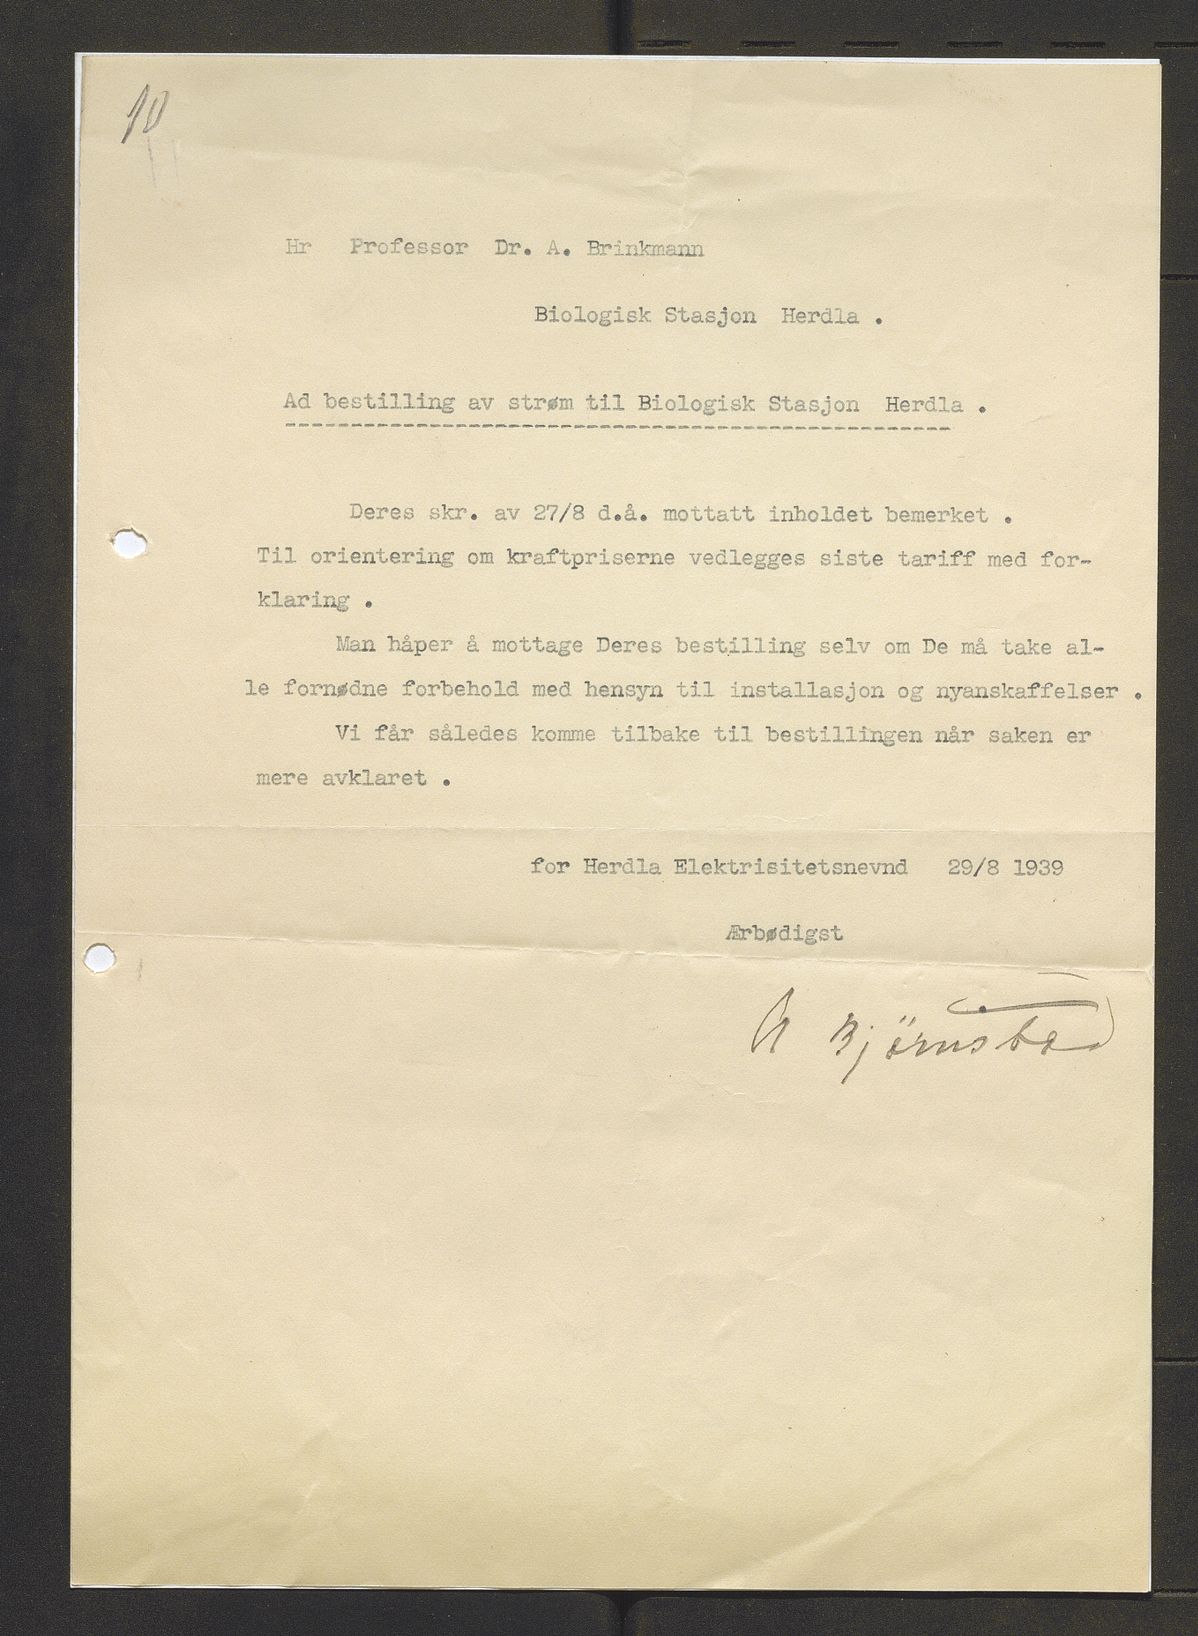 10
Hr Professor Dr. A. Brinkmann
Biologisk Stasjon Herdla .
Ad bestilling av strøm til Biologisk Stasjon Herdla .
Deres skr. av 27/8 d.å. mottatt inholdet bemerket .
Til orientering om kraftpriserne vedlegges siste tariff med for-
klaring .
Man håper å mottage Deres bestilling selv om De må take al-
le fornødne forbehold med hensyn til installasjon og nyanskaffelser .
Vi får således komme tilbake til bestillingen når saken er
mere avklaret .
for Herdla Elektrisitetsnevnd 29/8 1939
Ærbødigst
Björnstad